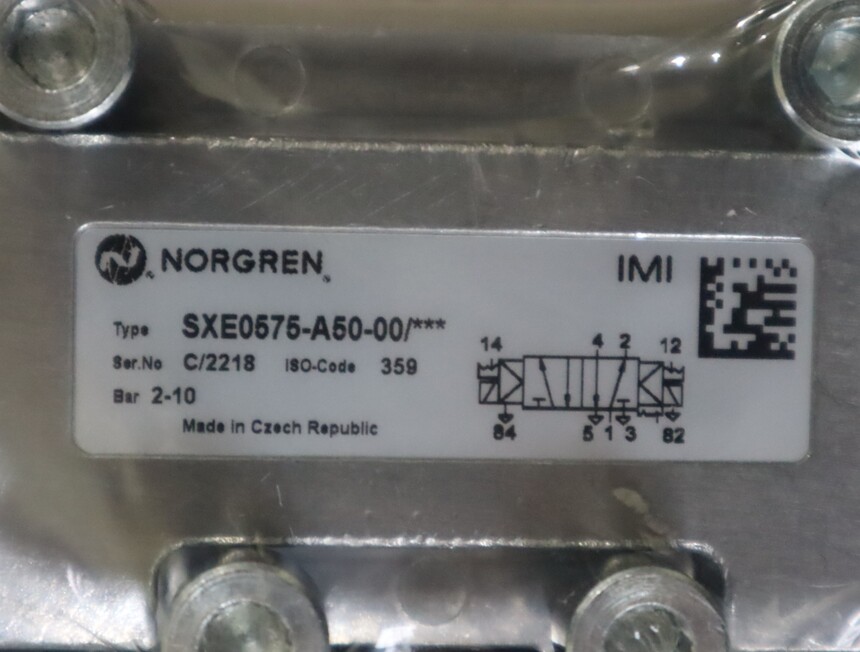 NORGREN
IMI
Type SXE0575-A50-00/***
Ser.No C/2218 ISO-Code 359
Bar 2-10
Made in Czech Republic
14 4 2 12
84 5 1 3 82